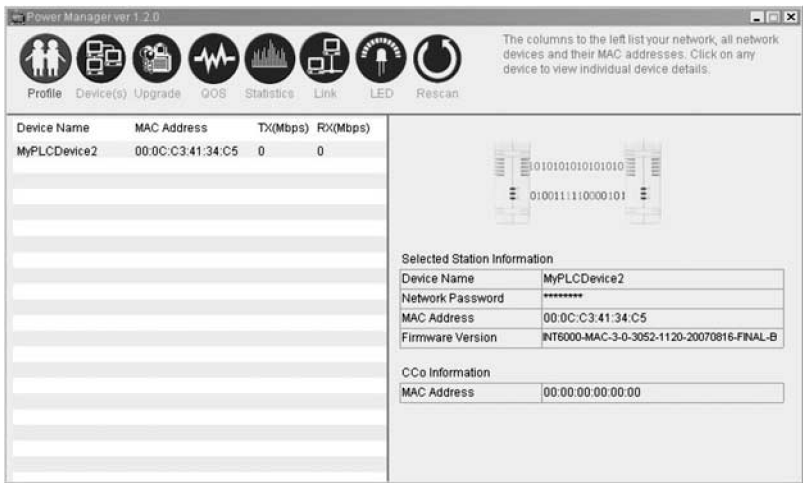 Power Manager ver 1.2.0
The columns to the left list your network, all network
devices and their MAC addresses. Click on any
device to view individual device details.
Profile Device(s) Upgrade QOS Statistics Link LED Rescan
Device Name MAC Address TX(Mbps) RX(Mbps)
MyPLCDevice2 00:0C:C3:41:34:C5 0 0
1010101010101010
0100111110000101
Selected Station Information
Device Name MyPLCDevice2
Network Password ********
MAC Address 00:0C:C3:41:34:C5
Firmware Version INT6000-MAC-3-0-3052-1120-20070816-FINAL-B
CCo Information
MAC Address 00:00:00:00:00:00